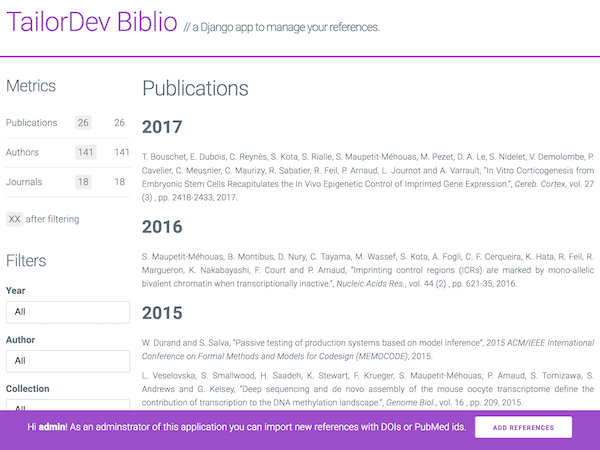 TailorDev Biblio // a Django app to manage your references.
Metrics
Publications 26 26
Authors 141 141
Journals 18 18
XX after filtering
Filters
Year
All
Author
All
Collection
All
Publications
2017
T. Bouschet, E. Dubois, C. Reynès, S. Kota, S. Rialle, S. Maupetit-Méhouas, M. Pezet, D. A. Le, S. Nidelet, V. Demolombe, P.
Cavelier, C. Meusnier, C. Maurizy, R. Sabatier, R. Feil, P. Arnaud, L. Journot and A. Varrault, “In Vitro Corticogenesis from
Embryonic Stem Cells Recapitulates the In Vivo Epigenetic Control of Imprinted Gene Expression.”, Cereb. Cortex, vol. 27
(3) , pp. 2418-2433, 2017.
2016
S. Maupetit-Méhouas, B. Montibus, D. Nury, C. Tayama, M. Wassef, S. Kota, A. Fogli, C. F. Cerqueira, K. Hata, R. Feil, R.
Margueron, K. Nakabayashi, F. Court and P. Arnaud, “Imprinting control regions (ICRs) are marked by mono-allelic
bivalent chromatin when transcriptionally inactive.”, Nucleic Acids Res., vol. 44 (2) , pp. 621-35, 2016.
2015
W. Durand and S. Salva, “Passive testing of production systems based on model inference”, 2015 ACM/IEEE International
Conference on Formal Methods and Models for Codesign (MEMOCODE), 2015.
L. Veselovska, S. Smallwood, H. Saadeh, K. Stewart, F. Krueger, S. Maupetit-Méhouas, P. Arnaud, S. Tomizawa, S.
Andrews and G. Kelsey, “Deep sequencing and de novo assembly of the mouse oocyte transcriptome define the
contribution of transcription to the DNA methylation landscape.”, Genome Biol., vol. 16 , pp. 209, 2015.
Hi admin! As an adminstrator of this application you can import new references with DOIs or PubMed ids. ADD REFERENCES